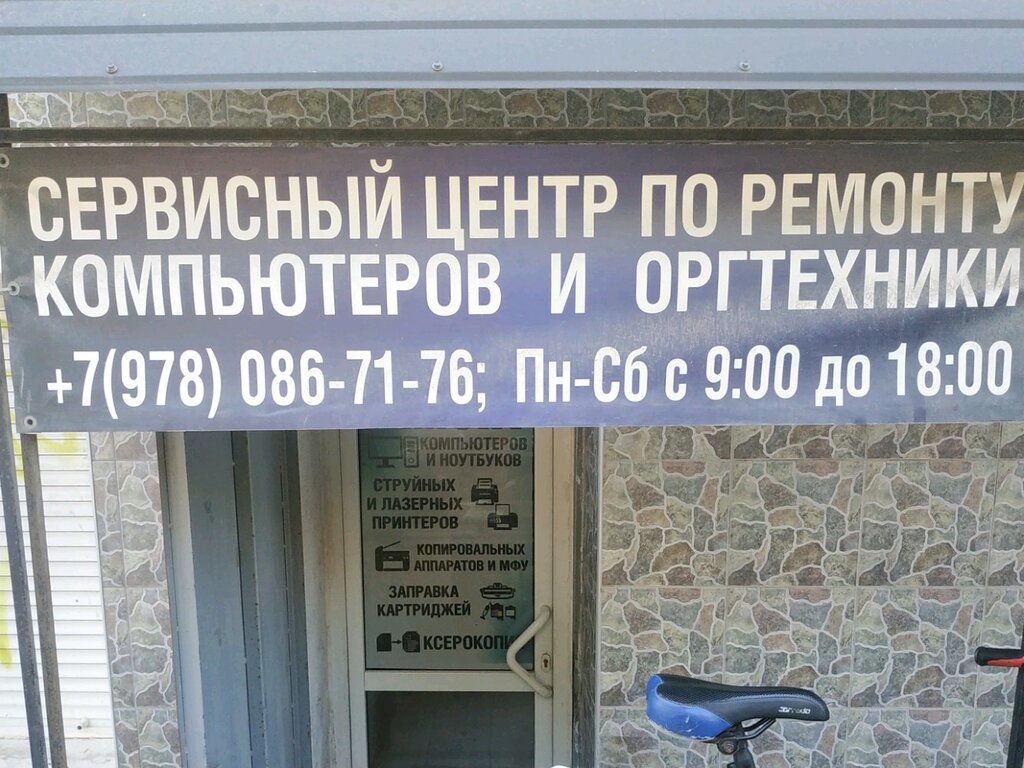 СЕРВИСНЫЙ ЦЕНТР ПО РЕМОНТУ
КОМПЬЮТЕРОВ И ОРГТЕХНИКИ
+7(978) 086-71-76; Пн-Сб с 9:00 до 18:00
КОМПЬЮТЕРОВ
И НОУТБУКОВ
СТРУЙНЫХ
И ЛАЗЕРНЫХ
ПРИНТЕРОВ
КОПИРОВАЛЬНЫХ
АППАРАТОВ И МФУ
ЗАПРАВКА
КАРТРИДЖЕЙ
КСЕРОКОПИ